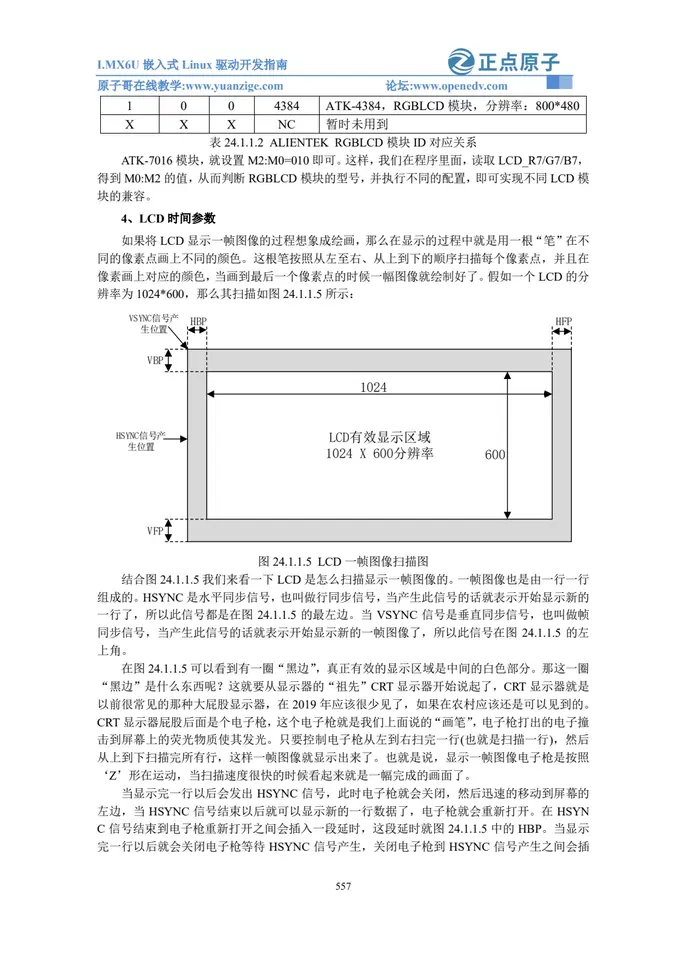 I.MX6U 嵌入式 Linux 驱动开发指南
正点原子
原子哥在线教学:www.yuanzige.com 论坛:www.openedv.com
1 0 0 4384 ATK-4384，RGBLCD 模块，分辨率：800*480
X X X NC 暂时未用到
表 24.1.1.2 ALIENTEK RGBLCD 模块 ID 对应关系
ATK-7016 模块，就设置 M2:M0=010 即可。这样，我们在程序里面，读取 LCD_R7/G7/B7，
得到 M0:M2 的值，从而判断 RGBLCD 模块的型号，并执行不同的配置，即可实现不同 LCD 模
块的兼容。
4、LCD 时间参数
如果将 LCD 显示一帧图像的过程想象成绘画，那么在显示的过程中就是用一根“笔”在不
同的像素点画上不同的颜色。这根笔按照从左至右、从上到下的顺序扫描每个像素点，并且在
像素画上对应的颜色，当画到最后一个像素点的时候一幅图像就绘制好了。假如一个 LCD 的分
辨率为 1024*600，那么其扫描如图 24.1.1.5 所示：
VSYNC信号产
生位置
HBP
HFP
VBP
1024
HSYNC信号产
生位置
LCD有效显示区域
1024 X 600分辨率
600
VFP
图 24.1.1.5 LCD 一帧图像扫描图
结合图 24.1.1.5 我们来看一下 LCD 是怎么扫描显示一帧图像的。一帧图像也是由一行一行
组成的。HSYNC 是水平同步信号，也叫做行同步信号，当产生此信号的话就表示开始显示新的
一行了，所以此信号都是在图 24.1.1.5 的最左边。当 VSYNC 信号是垂直同步信号，也叫做帧
同步信号，当产生此信号的话就表示开始显示新的一帧图像了，所以此信号在图 24.1.1.5 的左
上角。
在图 24.1.1.5 可以看到有一圈“黑边”，真正有效的显示区域是中间的白色部分。那这一圈
“黑边”是什么东西呢？这就要从显示器的“祖先”CRT 显示器开始说起了，CRT 显示器就是
以前很常见的那种大屁股显示器，在 2019 年应该很少见了，如果在农村应该还是可以见到的。
CRT 显示器屁股后面是个电子枪，这个电子枪就是我们上面说的“画笔”，电子枪打出的电子撞
击到屏幕上的荧光物质使其发光。只要控制电子枪从左到右扫完一行(也就是扫描一行)，然后
从上到下扫描完所有行，这样一帧图像就显示出来了。也就是说，显示一帧图像电子枪是按照
‘Z’形在运动，当扫描速度很快的时候看起来就是一幅完成的画面了。
当显示完一行以后会发出 HSYNC 信号，此时电子枪就会关闭，然后迅速的移动到屏幕的
左边，当 HSYNC 信号结束以后就可以显示新的一行数据了，电子枪就会重新打开。在 HSYN
C 信号结束到电子枪重新打开之间会插入一段延时，这段延时就图 24.1.1.5 中的 HBP。当显示
完一行以后就会关闭电子枪等待 HSYNC 信号产生，关闭电子枪到 HSYNC 信号产生之间会插
557